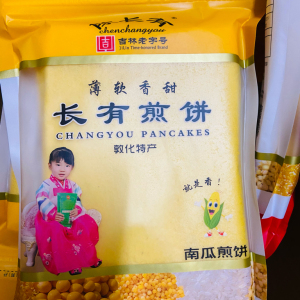 chenchangyou
吉林老字号
Jilin Time-honored Brand
薄软香甜
长有煎饼
CHANGYOU PANCAKES
敦化特产
就是香!
南瓜煎饼